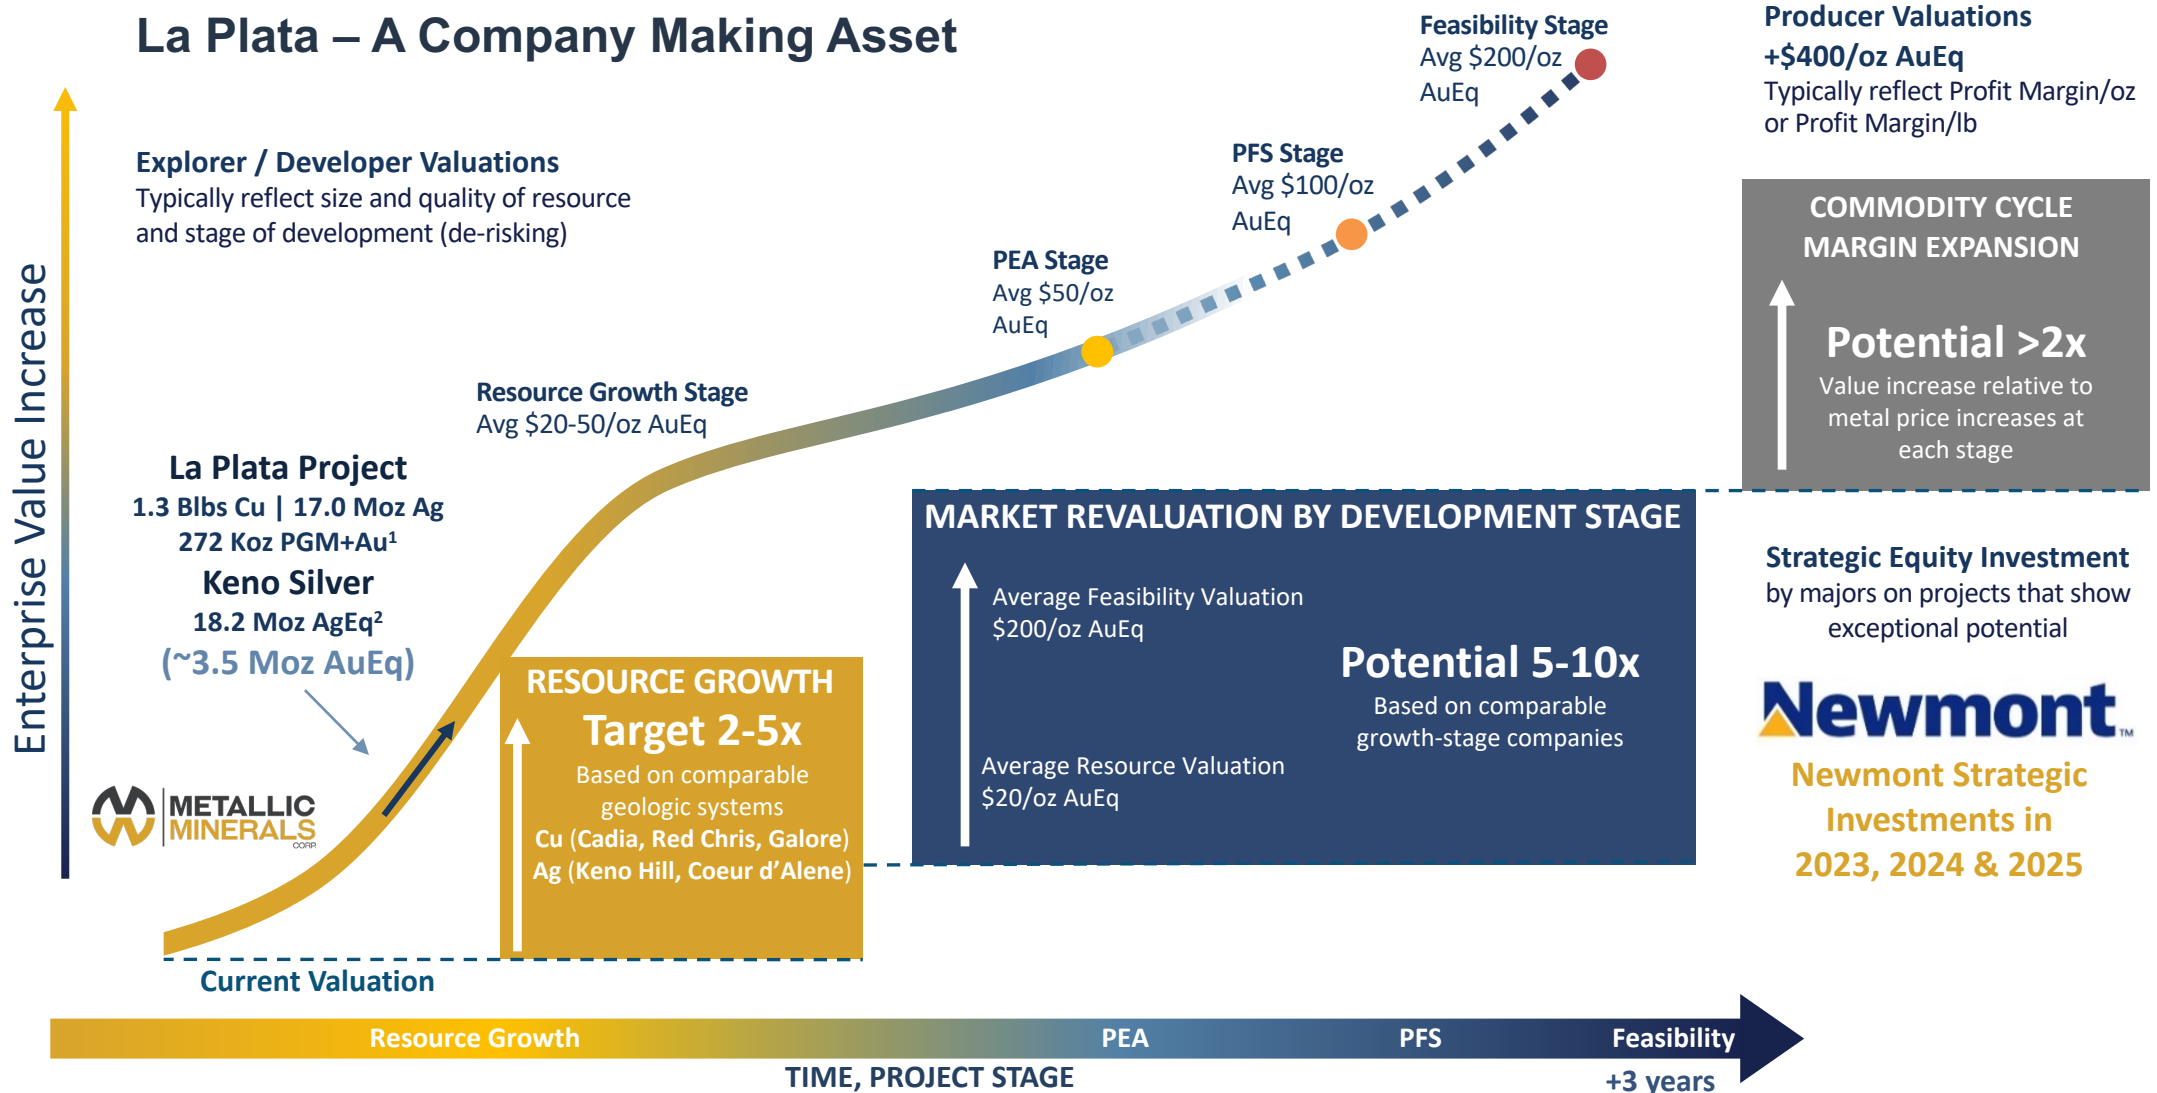 La Plata – A Company Making Asset
Enterprise Value Increase
Explorer / Developer Valuations
Typically reflect size and quality of resource
and stage of development (de-risking)
La Plata Project
1.3 Blbs Cu | 17.0 Moz Ag
272 Koz PGM+Au¹
Keno Silver
18.2 Moz AgEq²
(~3.5 Moz AuEq)
METALLIC
MINERALS
CORP
Current Valuation
Resource Growth Stage
Avg $20-50/oz AuEq
RESOURCE GROWTH
Target 2-5x
Based on comparable
geologic systems
Cu (Cadia, Red Chris, Galore)
Ag (Keno Hill, Coeur d’Alene)
PEA Stage
Avg $50/oz
AuEq
PFS Stage
Avg $100/oz
AuEq
Feasibility Stage
Avg $200/oz
AuEq
MARKET REVALUATION BY DEVELOPMENT STAGE
Average Feasibility Valuation
$200/oz AuEq
Potential 5-10x
Based on comparable
growth-stage companies
Average Resource Valuation
$20/oz AuEq
Producer Valuations
+$400/oz AuEq
Typically reflect Profit Margin/oz
or Profit Margin/lb
COMMODITY CYCLE
MARGIN EXPANSION
Potential >2x
Value increase relative to
metal price increases at
each stage
Strategic Equity Investment
by majors on projects that show
exceptional potential
Newmont™
Newmont Strategic
Investments in
2023, 2024 & 2025
Resource Growth PEA PFS Feasibility
TIME, PROJECT STAGE
+3 years